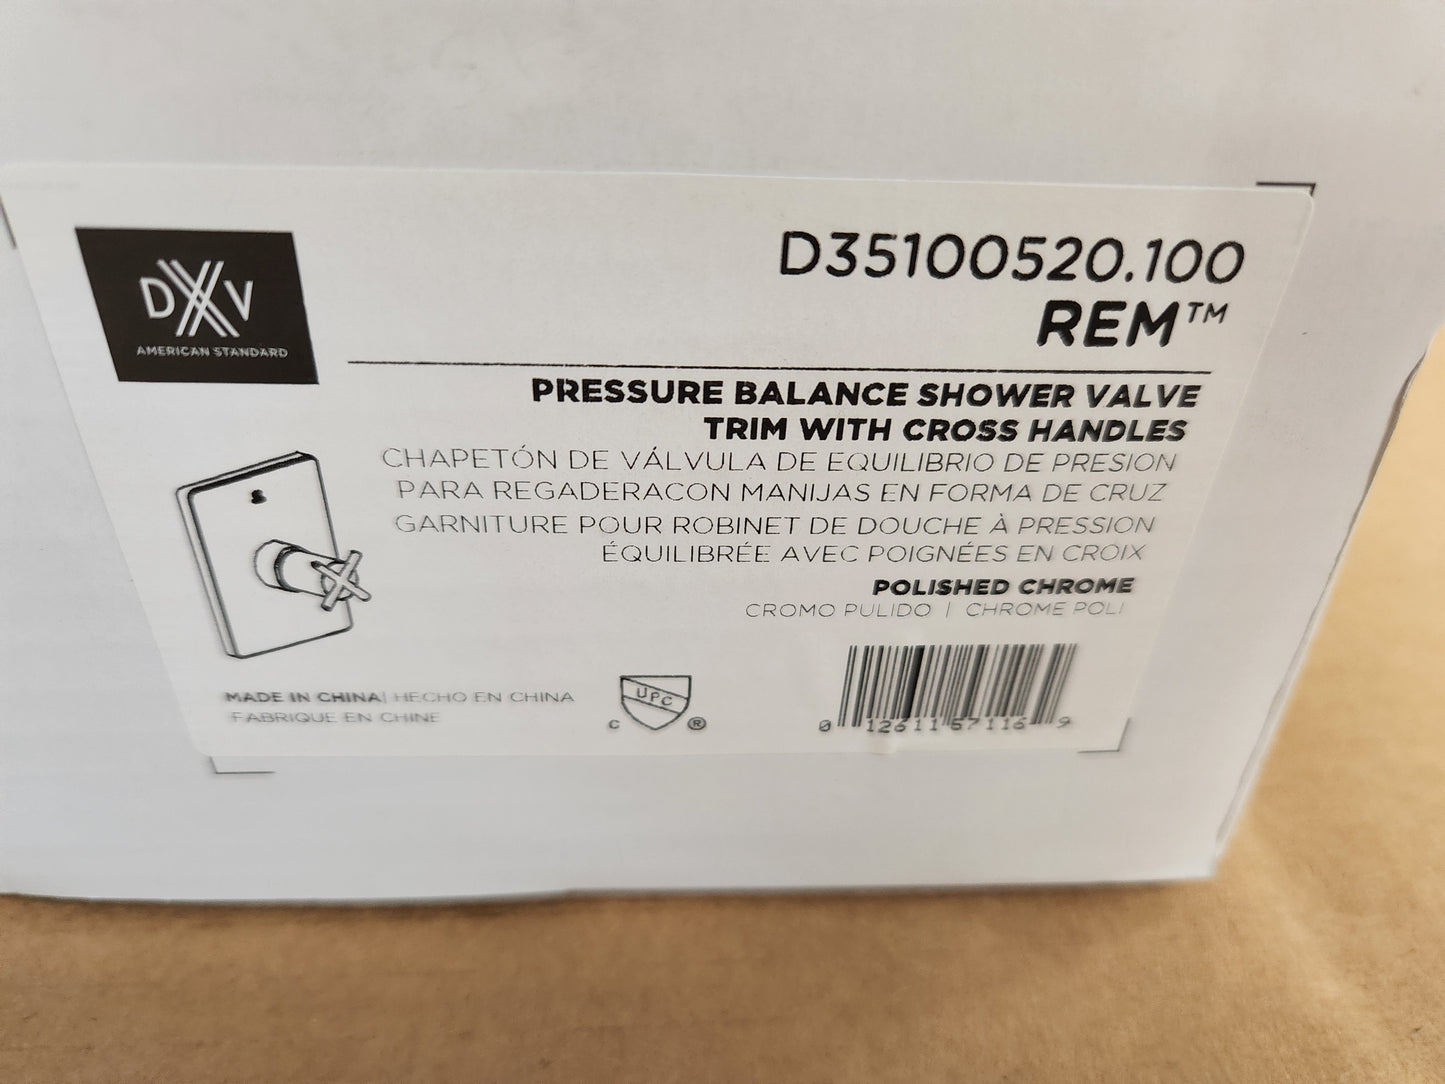 DXV
AMERICAN STANDARD
D35100520.100
REM™
PRESSURE BALANCE SHOWER VALVE
TRIM WITH CROSS HANDLES
CHAPETÓN DE VÁLVULA DE EQUILIBRIO DE PRESION
PARA REGADERACON MANIJAS EN FORMA DE CRUZ
GARNITURE POUR ROBINET DE DOUCHE À PRESSION
ÉQUILIBRÉE AVEC POIGNÉES EN CROIX
POLISHED CHROME
CROMO PULIDO | CHROME POLI
MADE IN CHINA| HECHO EN CHINA
FABRIQUE EN CHINE
C UPC ®
0 12611 57116 9